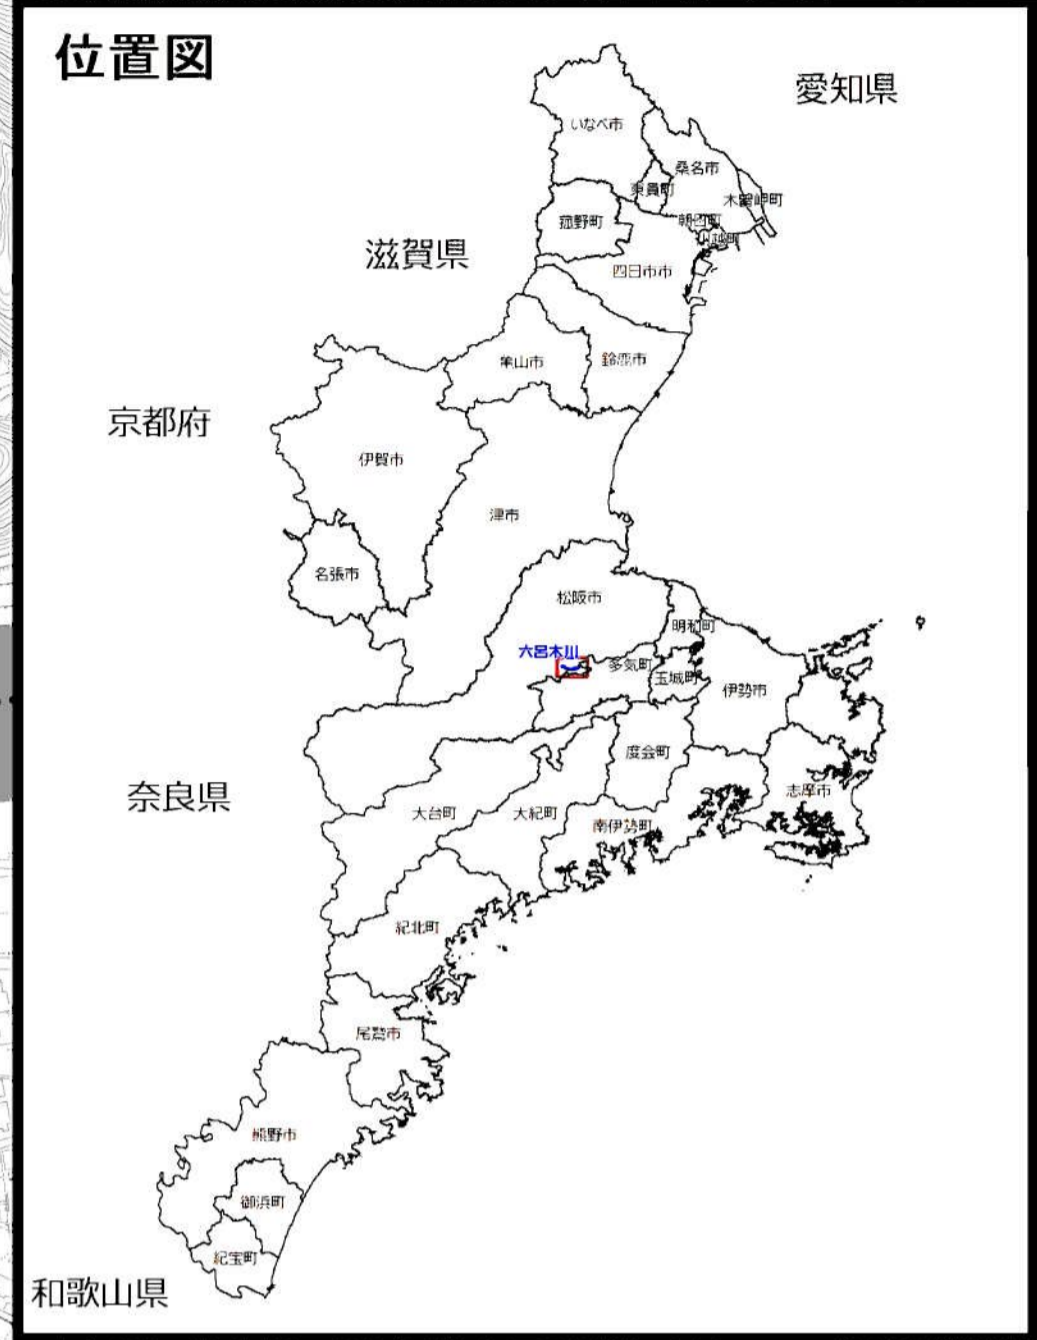 位置図
愛知県
いなべ市
桑名市
東員町
木曽岬町
菰野町
朝日町
川越町
滋賀県
四日市市
亀山市
鈴鹿市
京都府
伊賀市
津市
名張市
松阪市
明和町
六呂木川
多気町
玉城町
伊勢市
度会町
奈良県
志摩市
大台町
大紀町
南伊勢町
紀北町
尾鷲市
熊野市
御浜町
紀宝町
和歌山県